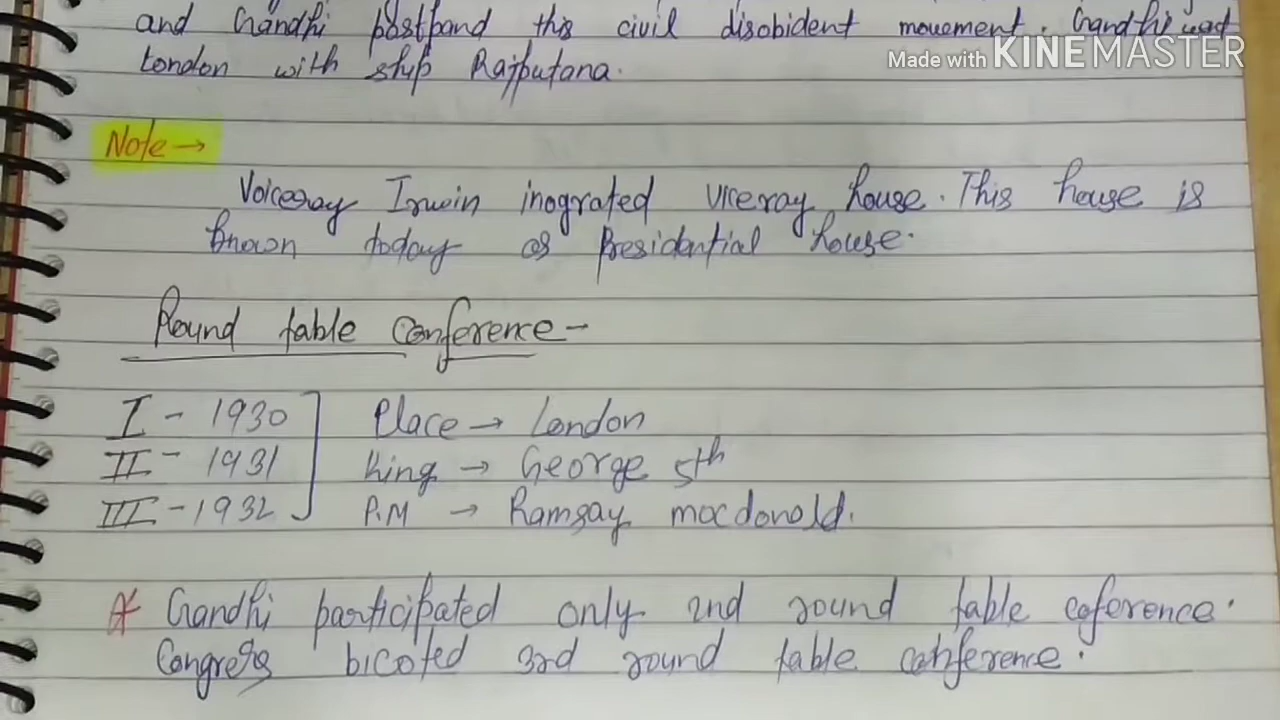 and Gandhi postpand this civil disobident movement. Gandhi went
Made with KINEMASTER
London with ship Rajputana.
Note →
Voiceray Irwin inograted viceray house. This house is
known today as Presidential house.
Round table Conference -
I - 1930 Place → London
II - 1931 King → George 5th
III - 1932 P.M → Ramsay macdonald.
* Gandhi participated only 2nd round table coference.
Congress bicoted 3rd round table conference.